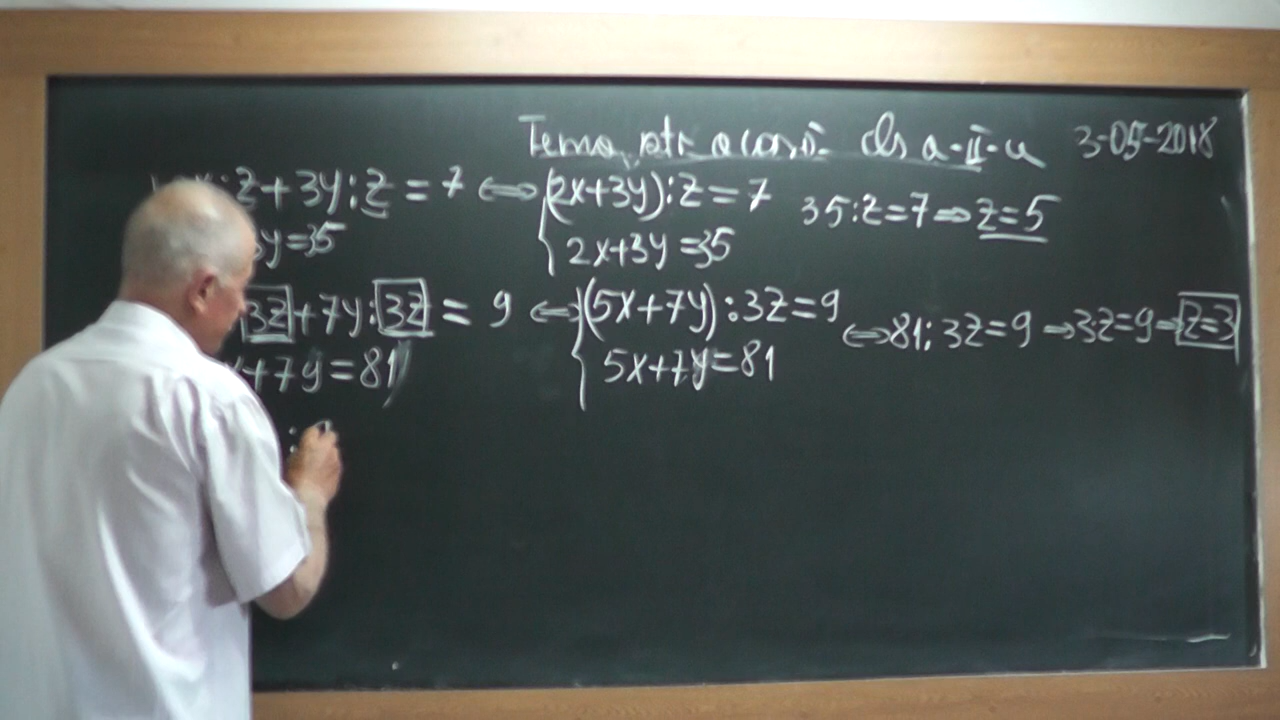 Temă ptr acasă cls a-II-a 3-05-2018
:z+3y:z=7 ⟺ (2x+3y):z=7 35:z=7 ⇒ z=5
3y=35 2x+3y=35
3z+7y:3z=9 ⟺ (5x+7y):3z=9 ⟺ 81:3z=9 ⇒ 3z=9 ⇒ z=3
x+7y=81 5x+7y=81
: